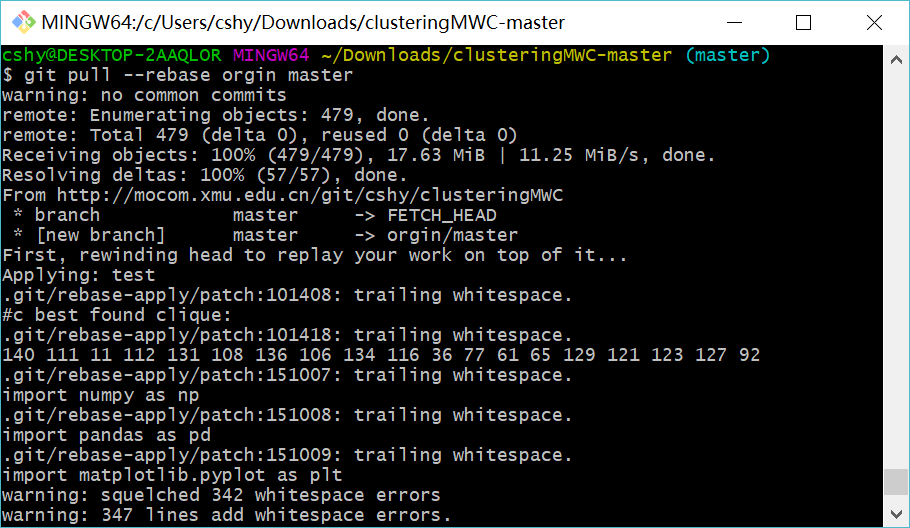 MINGW64:/c/Users/cshy/Downloads/clusteringMWC-master
cshy@DESKTOP-2AAQLOR MINGW64 ~/Downloads/clusteringMWC-master (master)
$ git pull --rebase orgin master
warning: no common commits
remote: Enumerating objects: 479, done.
remote: Total 479 (delta 0), reused 0 (delta 0)
Receiving objects: 100% (479/479), 17.63 MiB | 11.25 MiB/s, done.
Resolving deltas: 100% (57/57), done.
From http://mocom.xmu.edu.cn/git/cshy/clusteringMWC
 * branch            master     -> FETCH_HEAD
 * [new branch]      master     -> orgin/master
First, rewinding head to replay your work on top of it...
Applying: test
.git/rebase-apply/patch:101408: trailing whitespace.
#c best found clique:
.git/rebase-apply/patch:101418: trailing whitespace.
140 111 11 112 131 108 136 106 134 116 36 77 61 65 129 121 123 127 92
.git/rebase-apply/patch:151007: trailing whitespace.
import numpy as np
.git/rebase-apply/patch:151008: trailing whitespace.
import pandas as pd
.git/rebase-apply/patch:151009: trailing whitespace.
import matplotlib.pyplot as plt
warning: squelched 342 whitespace errors
warning: 347 lines add whitespace errors.